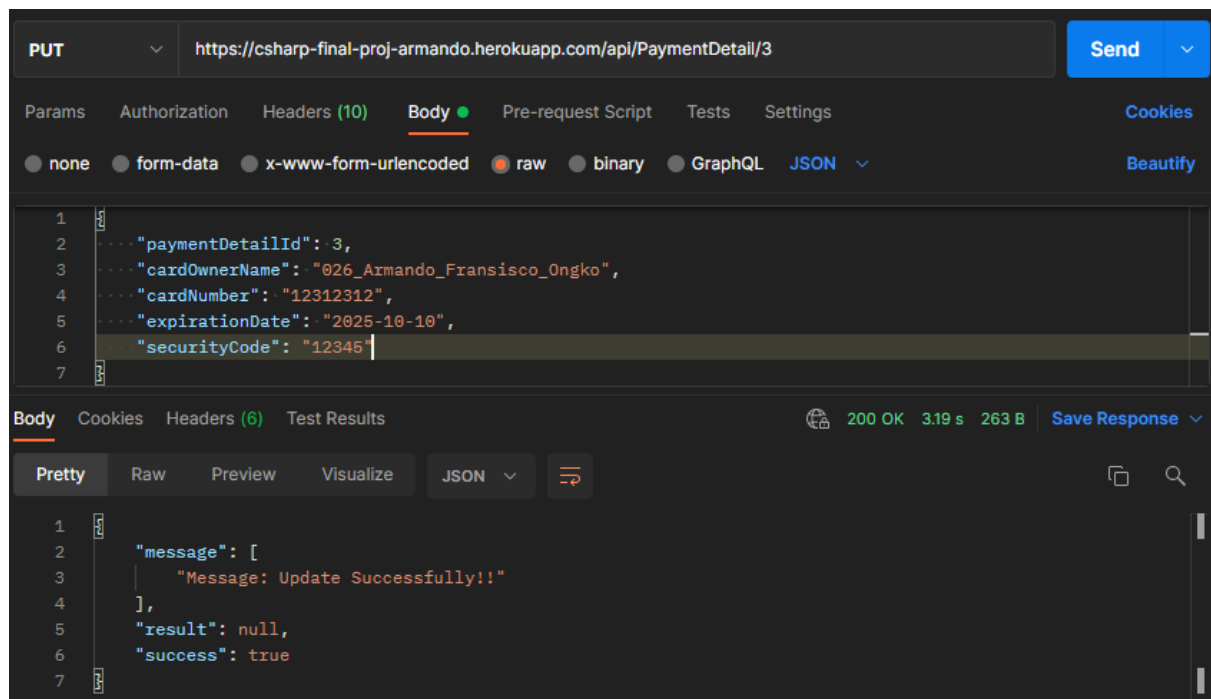 PUT https://csharp-final-proj-armando.herokuapp.com/api/PaymentDetail/3 Send
Params Authorization Headers (10) Body Pre-request Script Tests Settings Cookies
none form-data x-www-form-urlencoded raw binary GraphQL JSON Beautify
1 {
2 "paymentDetailId": 3,
3 "cardOwnerName": "026_Armando_Fransisco_Ongko",
4 "cardNumber": "12312312",
5 "expirationDate": "2025-10-10",
6 "securityCode": "12345"
7 }
Body Cookies Headers (6) Test Results 200 OK 3.19 s 263 B Save Response
Pretty Raw Preview Visualize JSON
1 {
2 "message": [
3 "Message: Update Successfully!!"
4 ],
5 "result": null,
6 "success": true
7 }